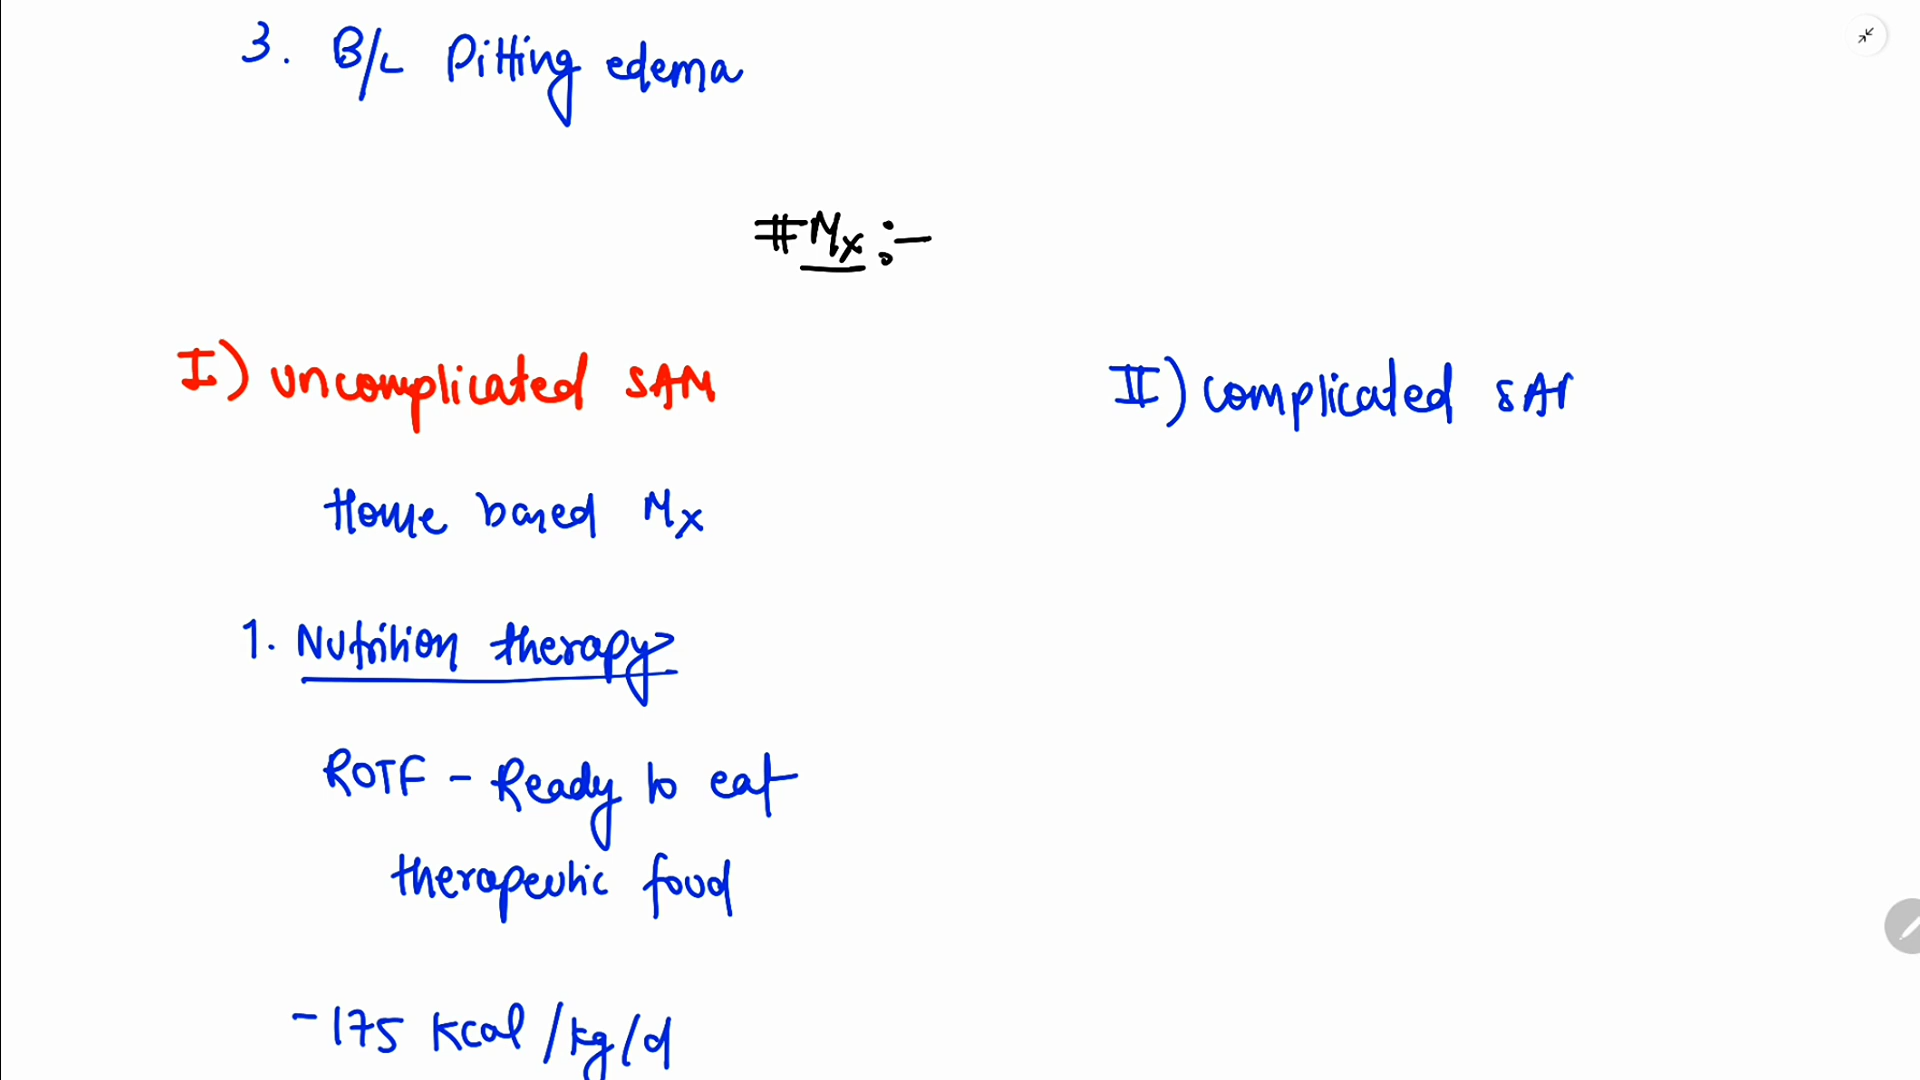 3. B/L Pitting edema
#Mx :-
I) uncomplicated SAM
II) complicated SAM
Home based Mx
1. Nutrition therapy
ROTF - Ready to eat
therapeutic food
- 175 kcal/kg/d